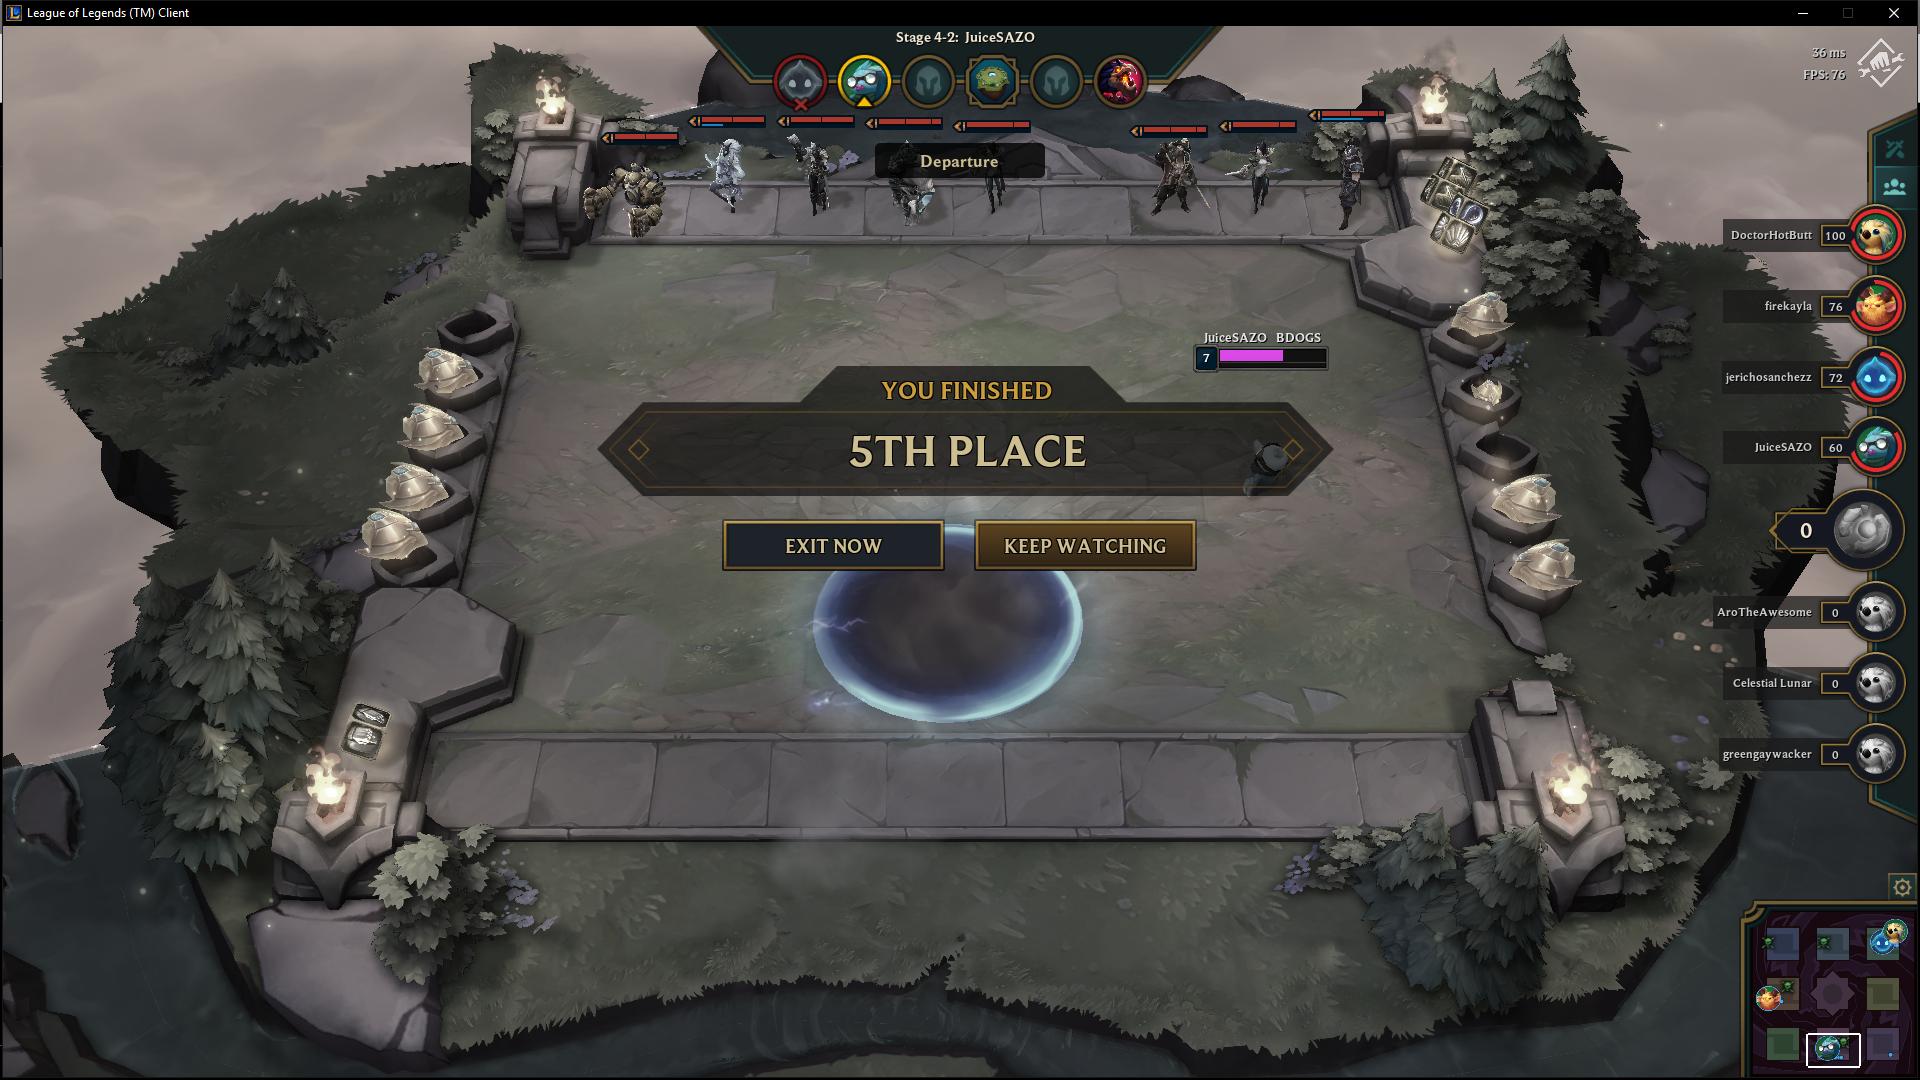 League of Legends (TM) Client
Stage 4-2: JuiceSAZO
36 ms
FPS: 76
Departure
DoctorHotButt 100
firekayla 76
JuiceSAZO BDOGS
7
jerichosanchezz 72
YOU FINISHED
5TH PLACE
JuiceSAZO 60
0
EXIT NOW
KEEP WATCHING
AroTheAwesome 0
Celestial Lunar 0
greengaywacker 0